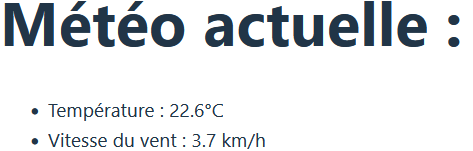 Météo actuelle :
• Température : 22.6°C
• Vitesse du vent : 3.7 km/h